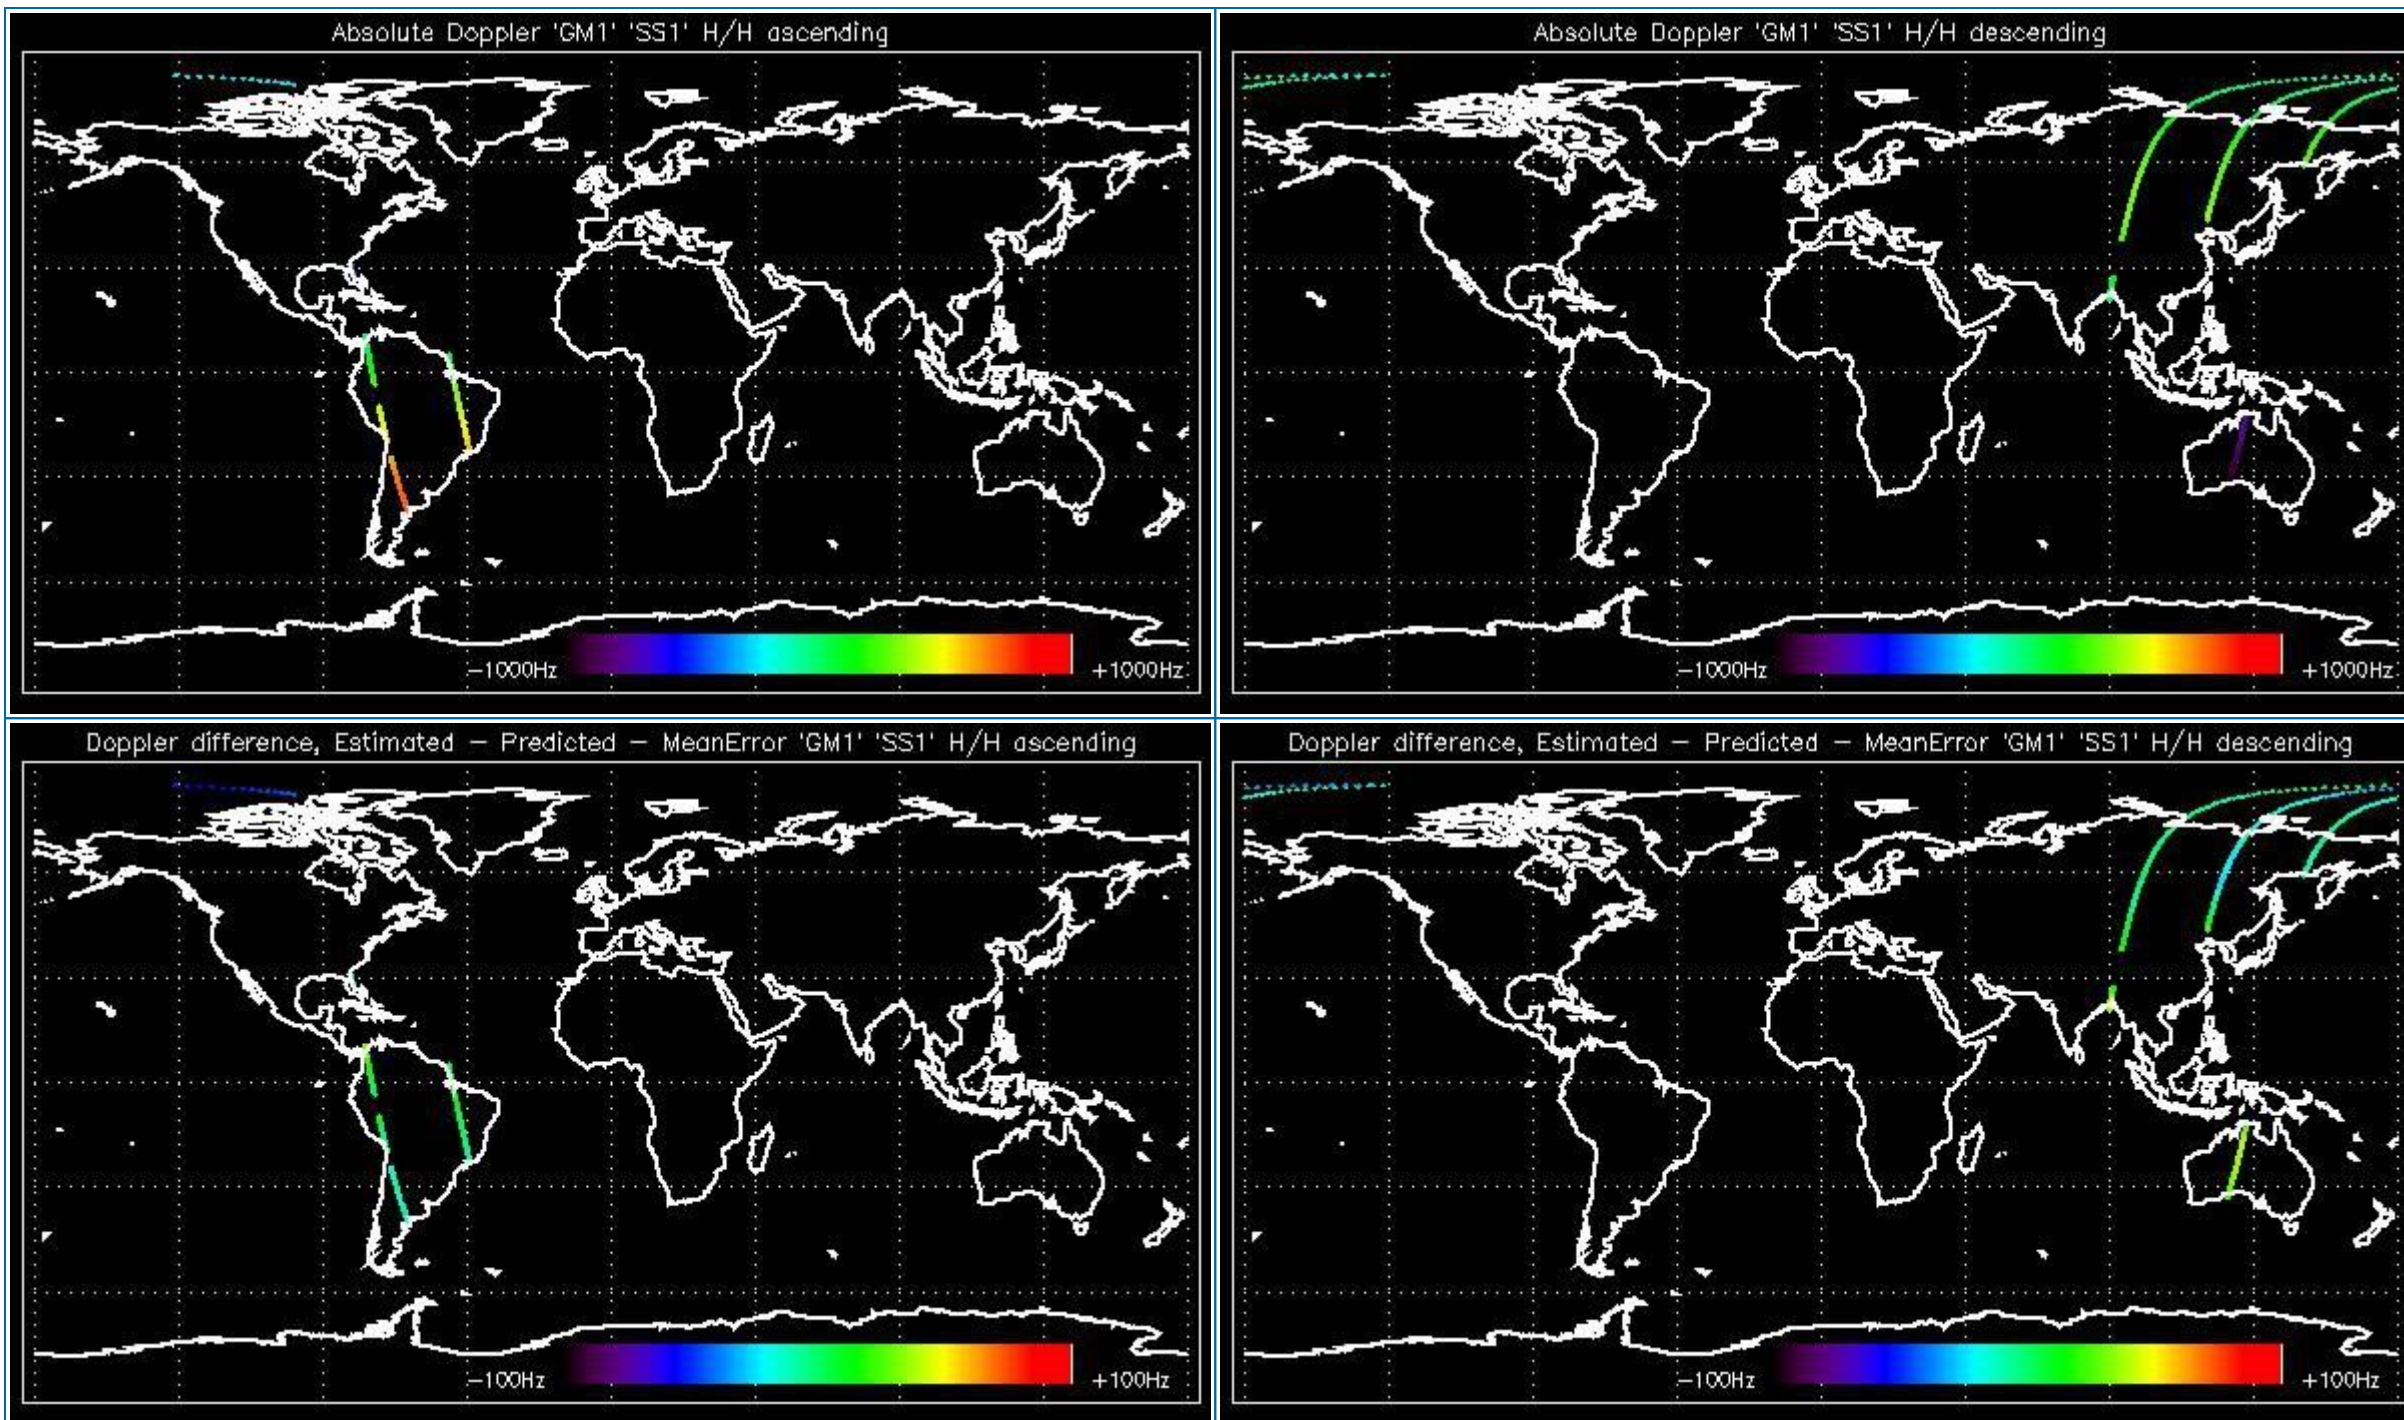 Absolute Doppler 'GM1' 'SS1' H/H ascending
−1000Hz
+1000Hz
Absolute Doppler 'GM1' 'SS1' H/H descending
−1000Hz
+1000Hz
Doppler difference, Estimated − Predicted − MeanError 'GM1' 'SS1' H/H ascending
−100Hz
+100Hz
Doppler difference, Estimated − Predicted − MeanError 'GM1' 'SS1' H/H descending
−100Hz
+100Hz